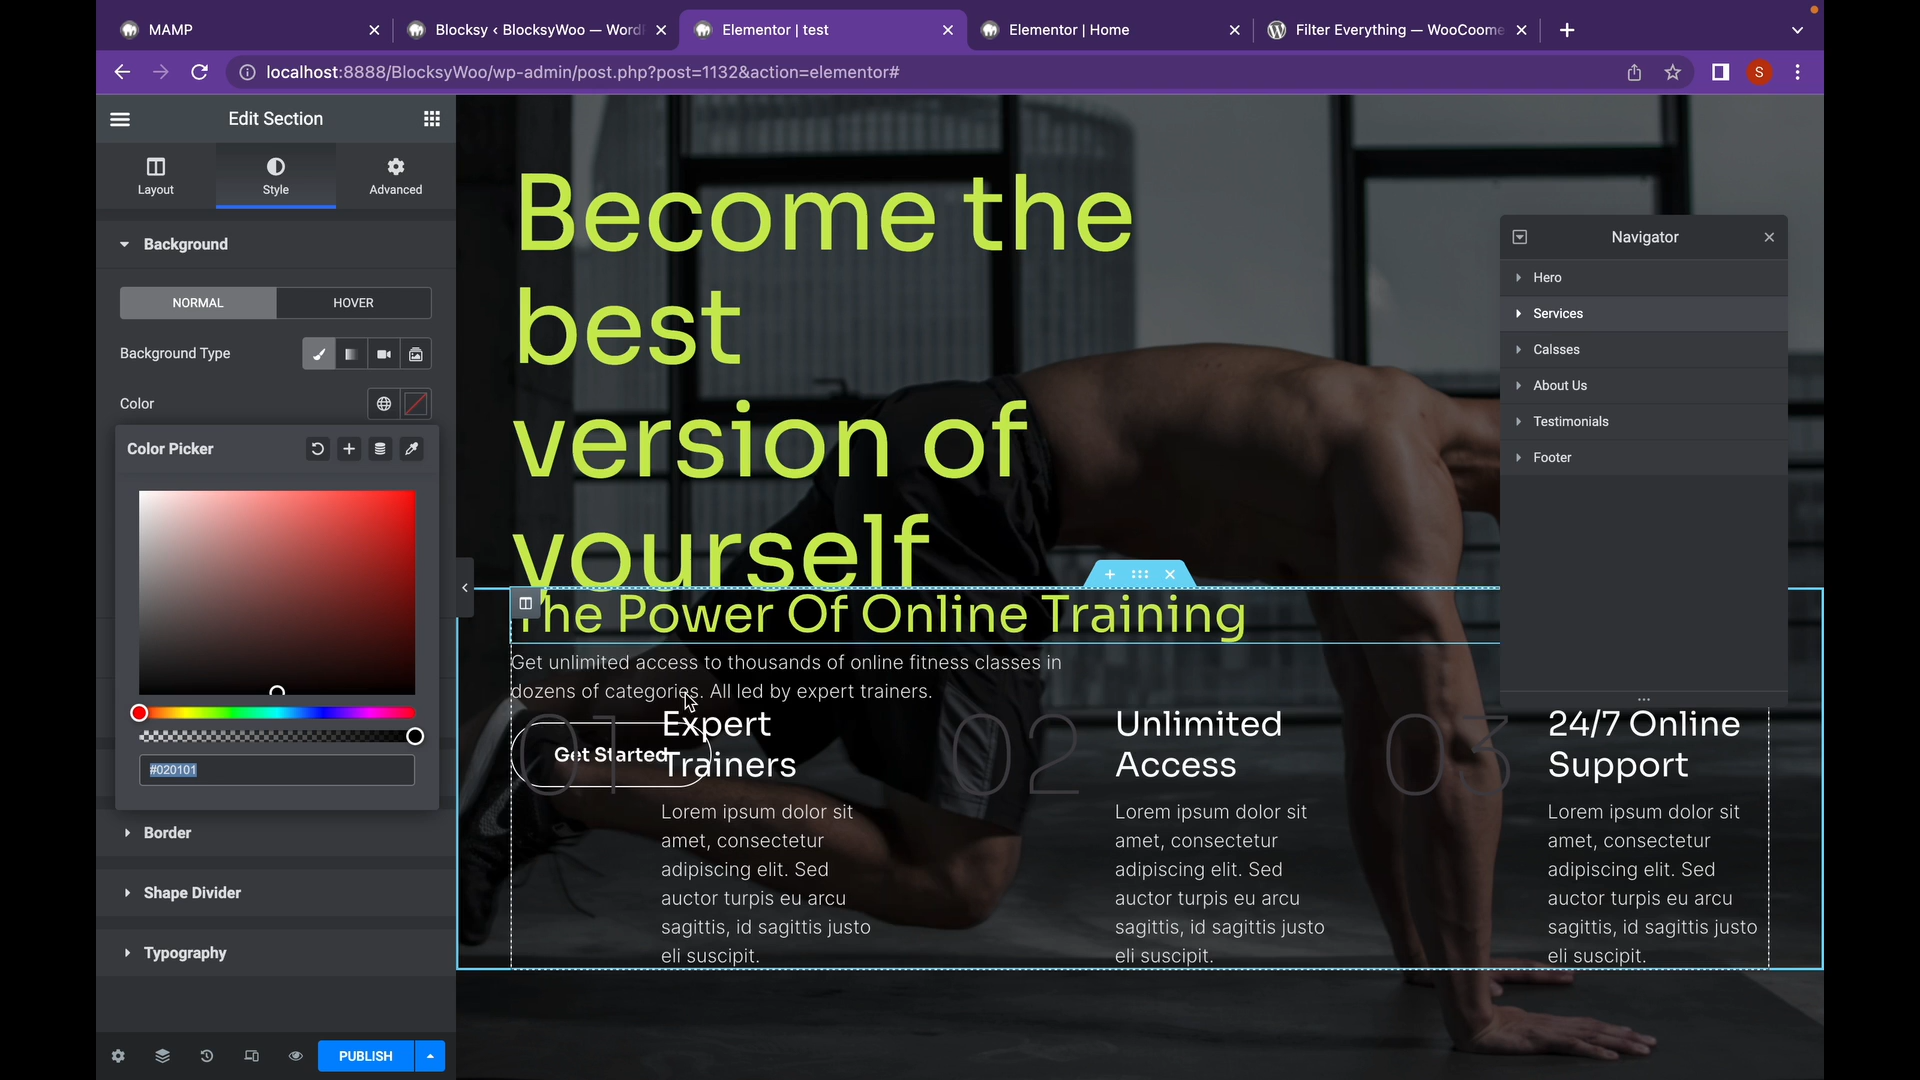 MAMP
Blocksy ‹ BlocksyWoo — Word
Elementor | test
Elementor | Home
Filter Everything — WooCoome
localhost:8888/BlocksyWoo/wp-admin/post.php?post=1132&action=elementor#
S
Edit Section
Layout
Style
Advanced
Background
NORMAL
HOVER
Background Type
Color
Color Picker
#020101
Border
Shape Divider
Typography
PUBLISH
Become the
best
version of
yourself
The Power Of Online Training
Get unlimited access to thousands of online fitness classes in
dozens of categories. All led by expert trainers.
Get Started
01
Expert
Trainers
Lorem ipsum dolor sit
amet, consectetur
adipiscing elit. Sed
auctor turpis eu arcu
sagittis, id sagittis justo
eli suscipit.
02
Unlimited
Access
Lorem ipsum dolor sit
amet, consectetur
adipiscing elit. Sed
auctor turpis eu arcu
sagittis, id sagittis justo
eli suscipit.
03
24/7 Online
Support
Lorem ipsum dolor sit
amet, consectetur
adipiscing elit. Sed
auctor turpis eu arcu
sagittis, id sagittis justo
eli suscipit.
Navigator
Hero
Services
Calsses
About Us
Testimonials
Footer